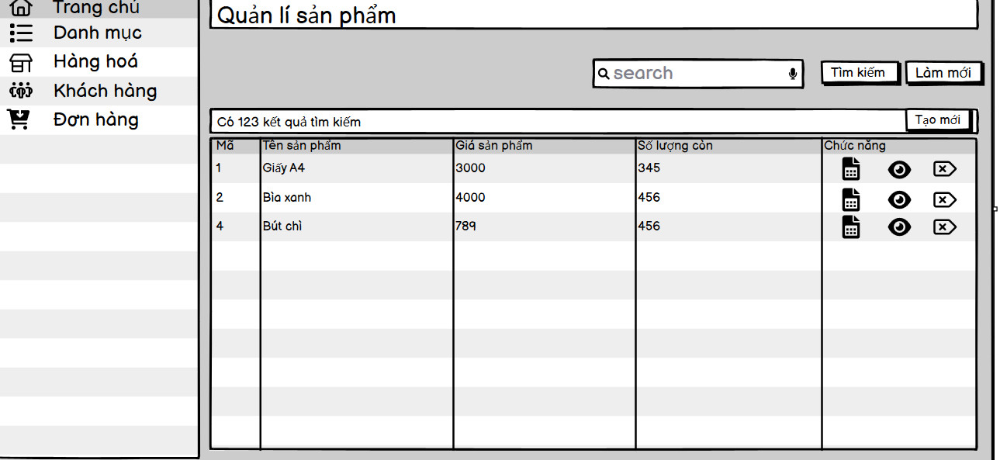 Trang chủ
Danh mục
Hàng hoá
Khách hàng
Đơn hàng
Quản lí sản phẩm
search
Tìm kiếm
Làm mới
Có 123 kết quả tìm kiếm
Tạo mới
Mã Tên sản phẩm Giá sản phẩm Số lượng còn Chức năng
1 Giấy A4 3000 345
2 Bìa xanh 4000 456
4 Bút chì 789 456